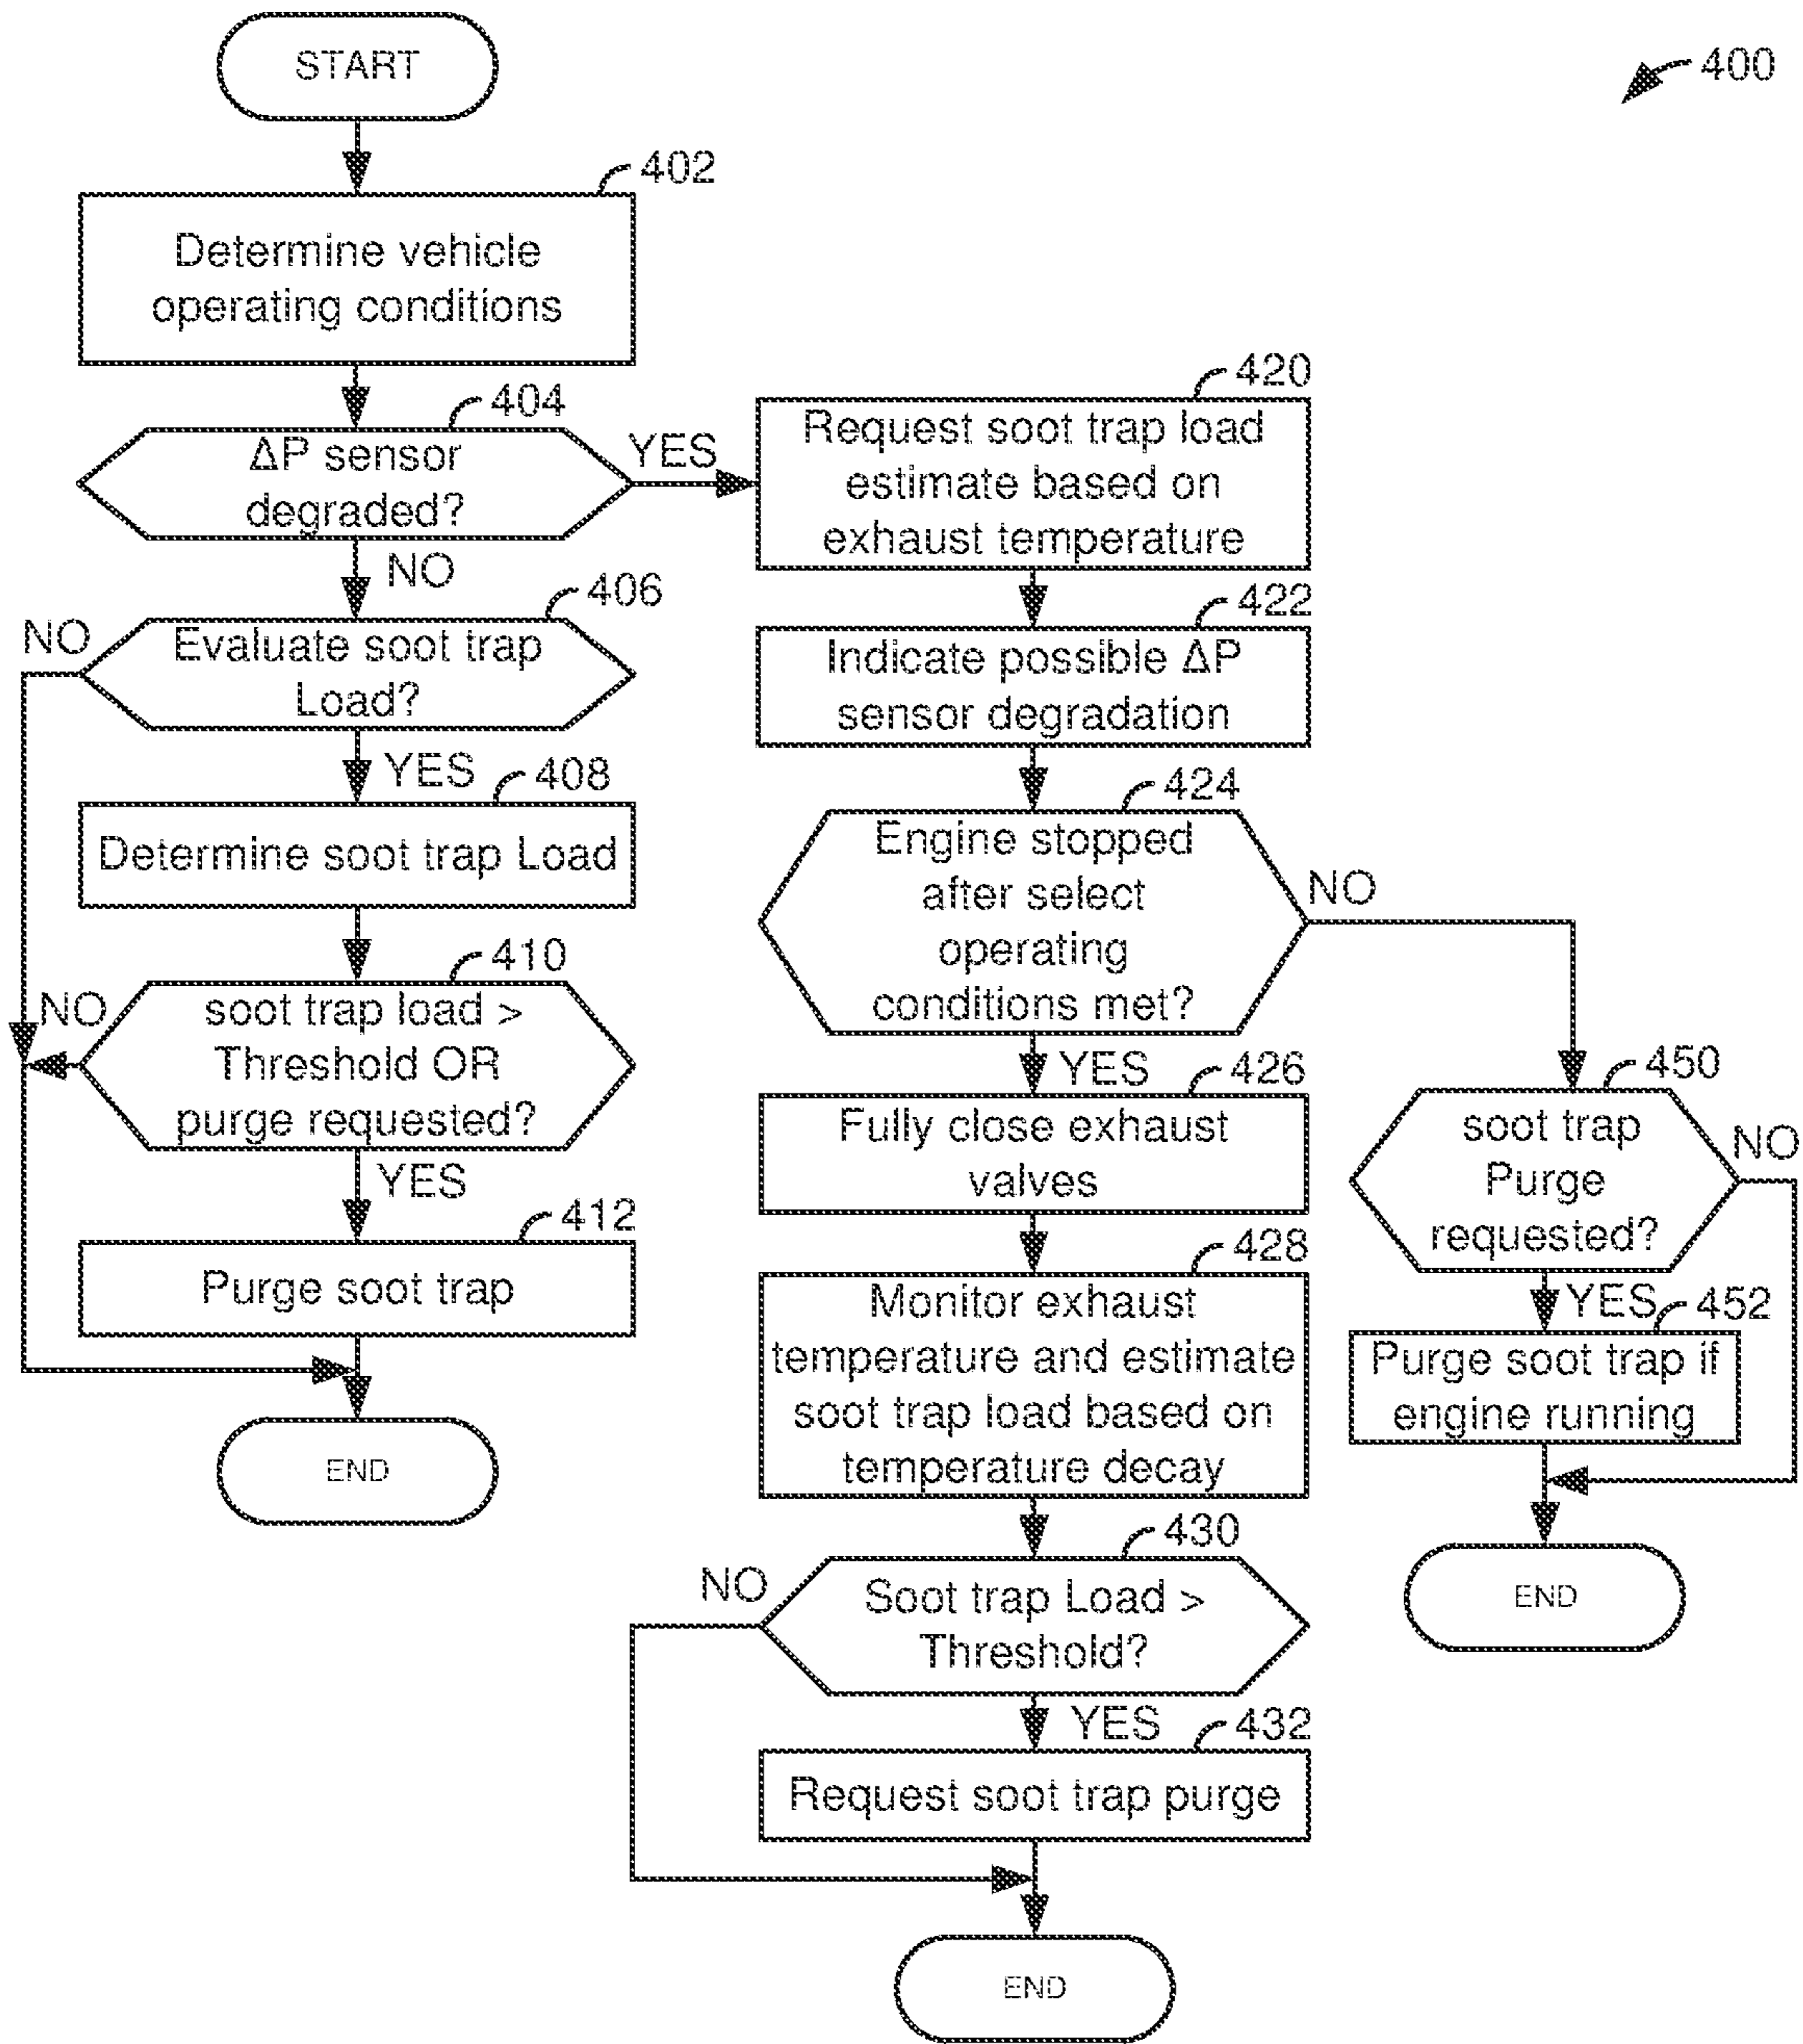 START
400
402
Determine vehicle
operating conditions
404
ΔP sensor
degraded?
YES
NO
406
NO
Evaluate soot trap
Load?
YES
408
Determine soot trap Load
410
NO
soot trap load >
Threshold OR
purge requested?
YES
412
Purge soot trap
END
420
Request soot trap load
estimate based on
exhaust temperature
422
Indicate possible ΔP
sensor degradation
424
Engine stopped
after select
operating
conditions met?
NO
YES
426
Fully close exhaust
valves
428
Monitor exhaust
temperature and estimate
soot trap load based on
temperature decay
430
NO
Soot trap Load >
Threshold?
YES
432
Request soot trap purge
END
450
soot trap
Purge
requested?
NO
YES
452
Purge soot trap if
engine running
END